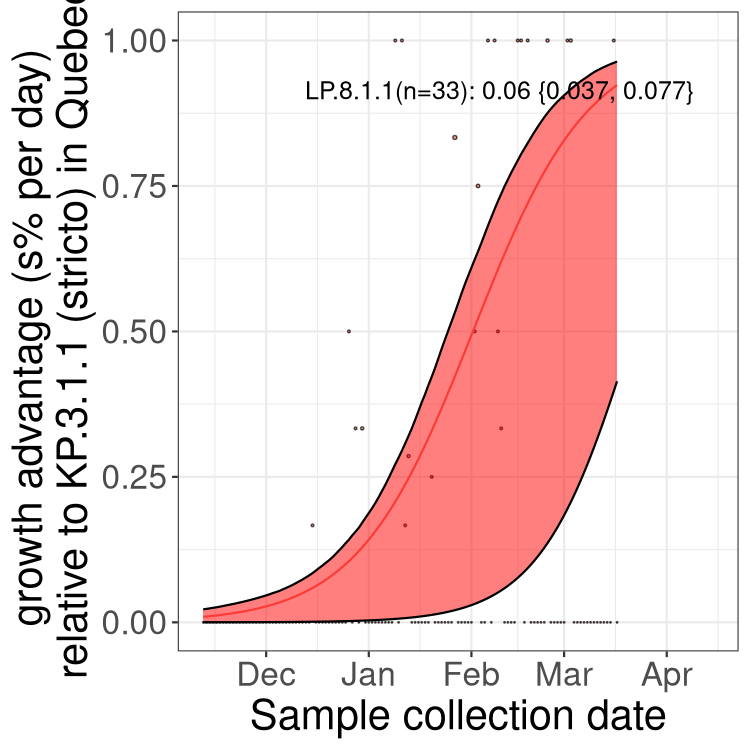 growth advantage (s% per day)
relative to KP.3.1.1 (stricto) in Quebec
1.00
0.75
0.50
0.25
0.00
LP.8.1.1(n=33): 0.06 {0.037, 0.077}
Dec Jan Feb Mar Apr
Sample collection date